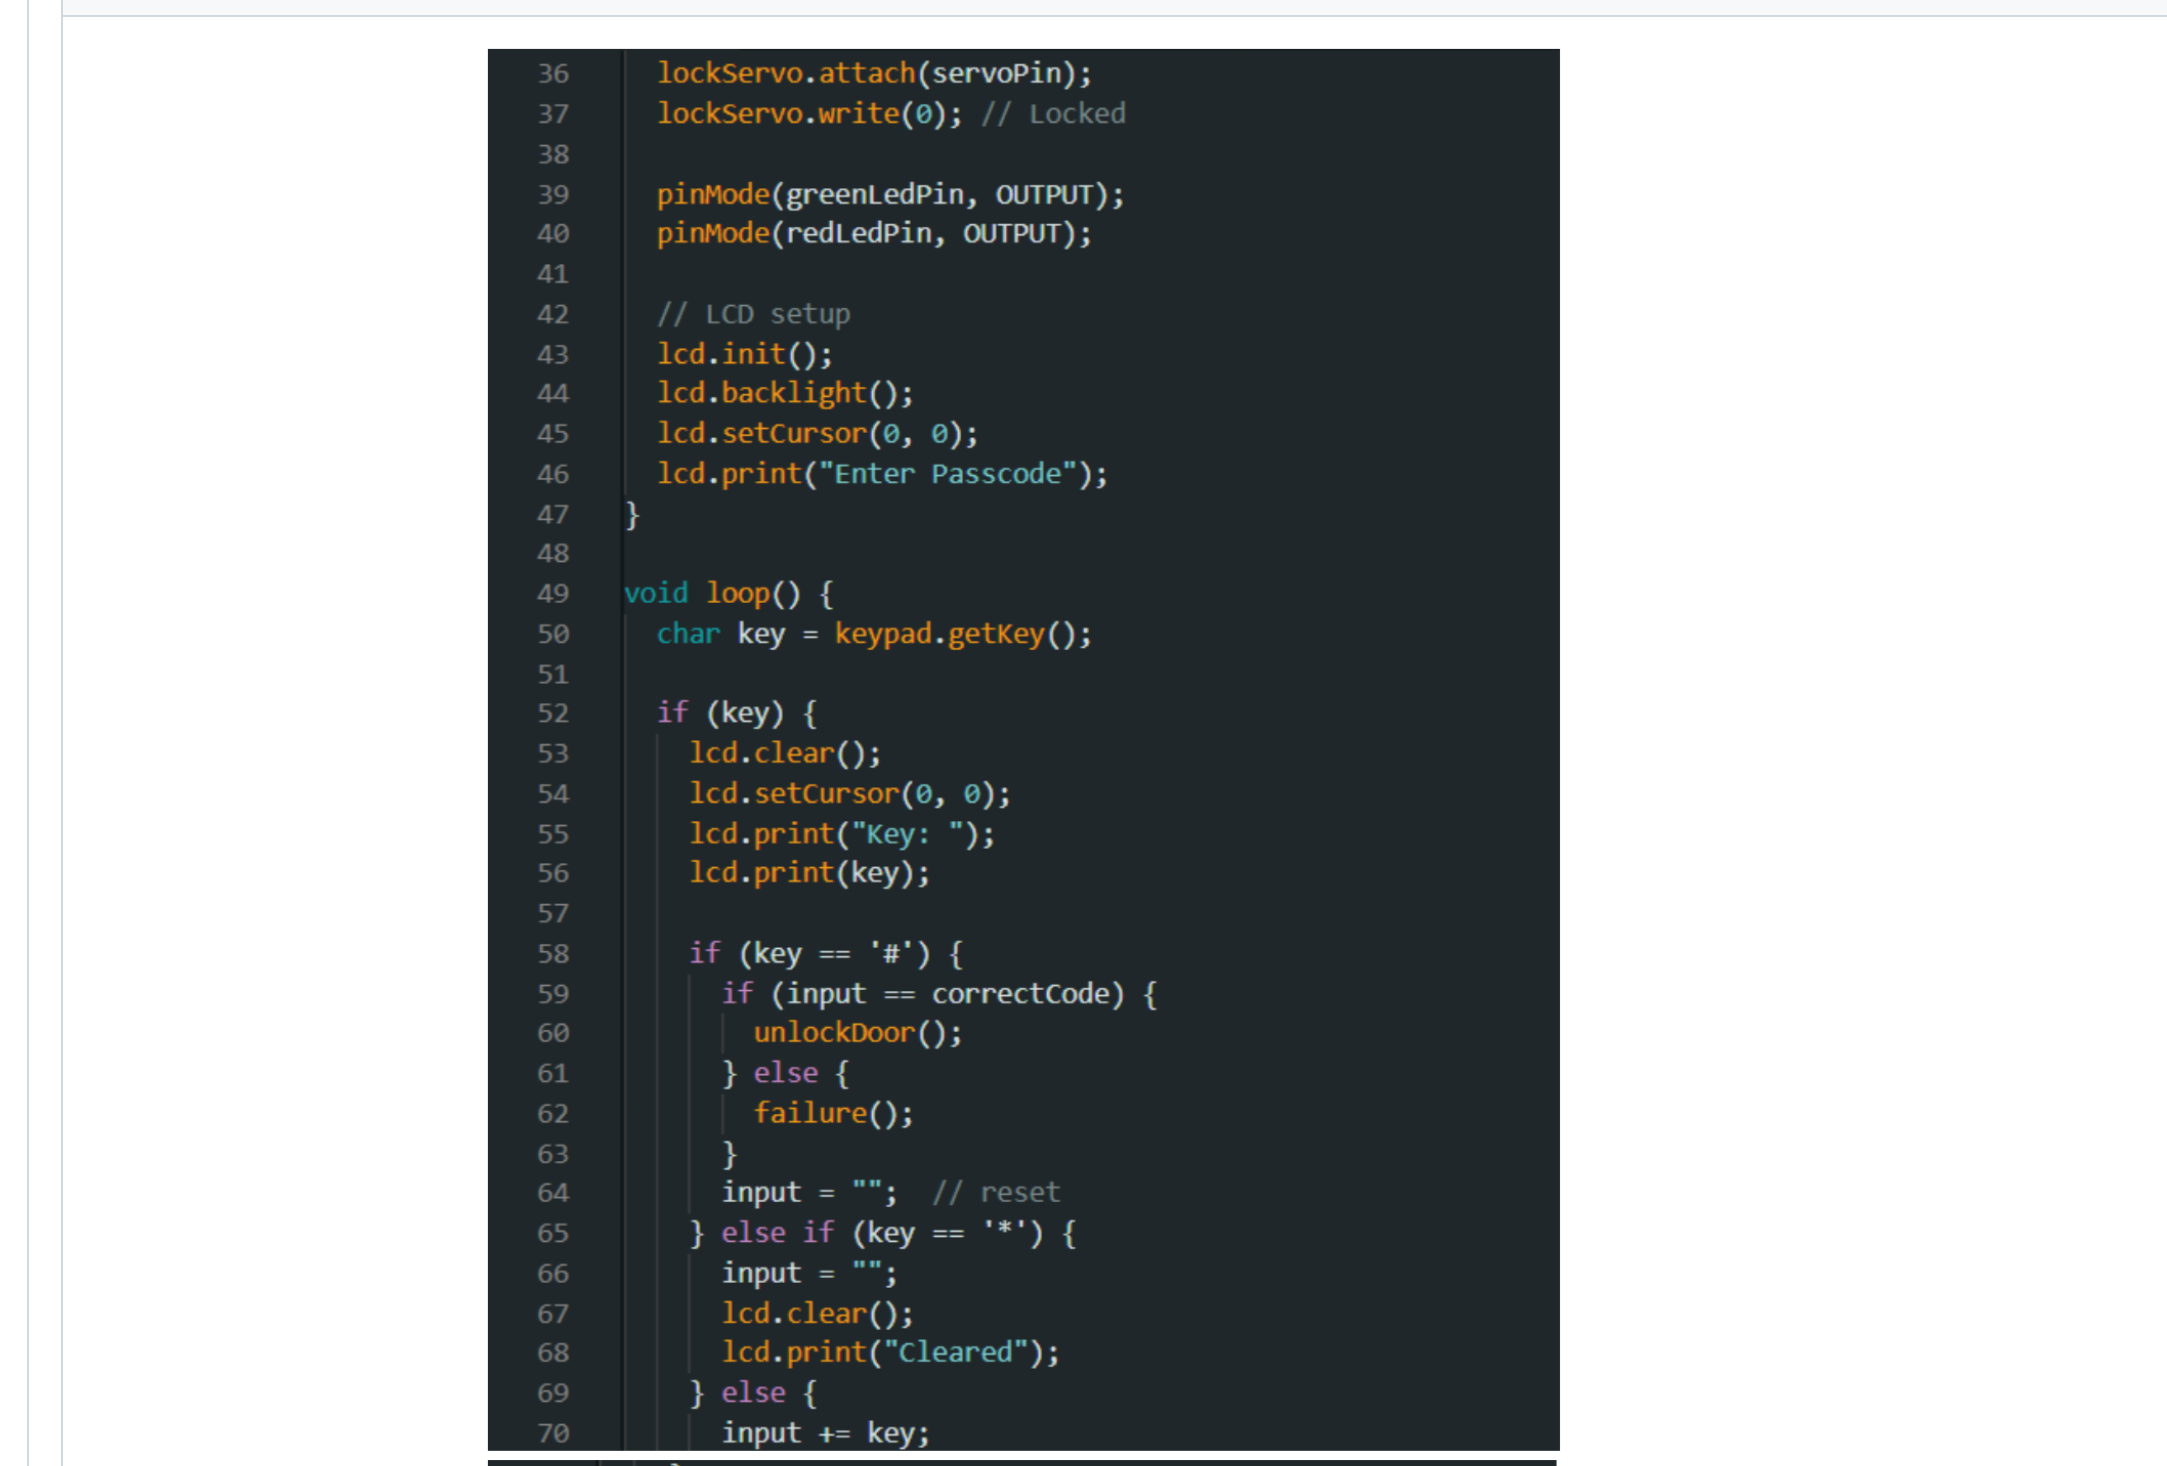 36 lockServo.attach(servoPin);
37 lockServo.write(0); // Locked
38
39 pinMode(greenLedPin, OUTPUT);
40 pinMode(redLedPin, OUTPUT);
41
42 // LCD setup
43 lcd.init();
44 lcd.backlight();
45 lcd.setCursor(0, 0);
46 lcd.print("Enter Passcode");
47 }
48
49 void loop() {
50 char key = keypad.getKey();
51
52 if (key) {
53 lcd.clear();
54 lcd.setCursor(0, 0);
55 lcd.print("Key: ");
56 lcd.print(key);
57
58 if (key == '#') {
59 if (input == correctCode) {
60 unlockDoor();
61 } else {
62 failure();
63 }
64 input = ""; // reset
65 } else if (key == '*') {
66 input = "";
67 lcd.clear();
68 lcd.print("Cleared");
69 } else {
70 input += key;